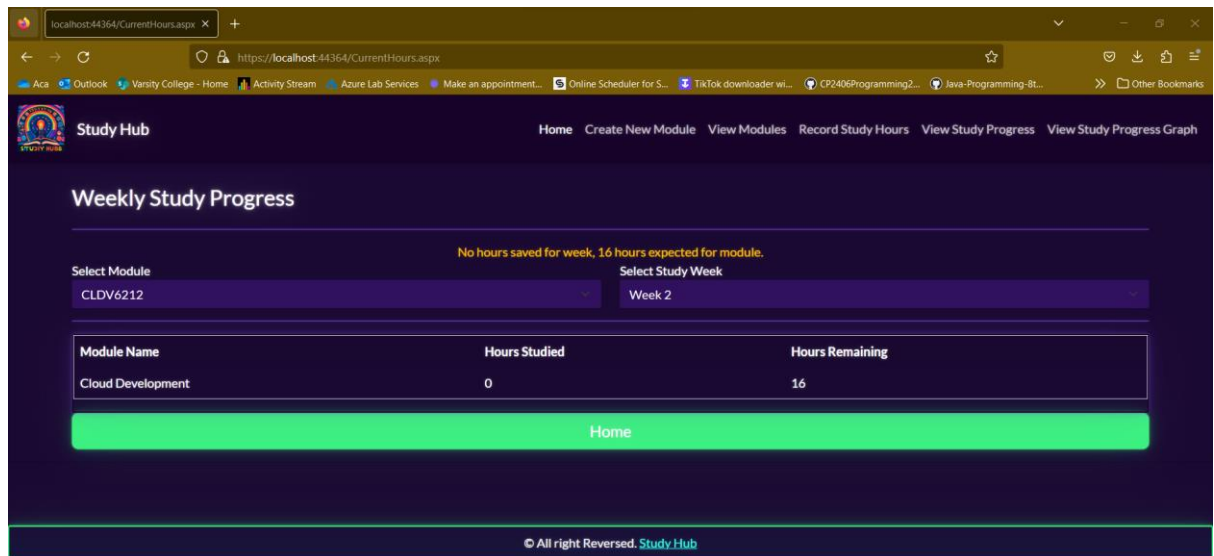 localhost:44364/CurrentHours.aspx
https://localhost:44364/CurrentHours.aspx
Aca Outlook Varsity College - Home Activity Stream Azure Lab Services Make an appointment... Online Scheduler for S... TikTok downloader wi... CP2406Programming2... Java-Programming-8t... Other Bookmarks
STUDY HUBB
Study Hub Home Create New Module View Modules Record Study Hours View Study Progress View Study Progress Graph
Weekly Study Progress
No hours saved for week, 16 hours expected for module.
Select Module Select Study Week
CLDV6212 Week 2
Module Name Hours Studied Hours Remaining
Cloud Development 0 16
Home
© All right Reversed. Study Hub